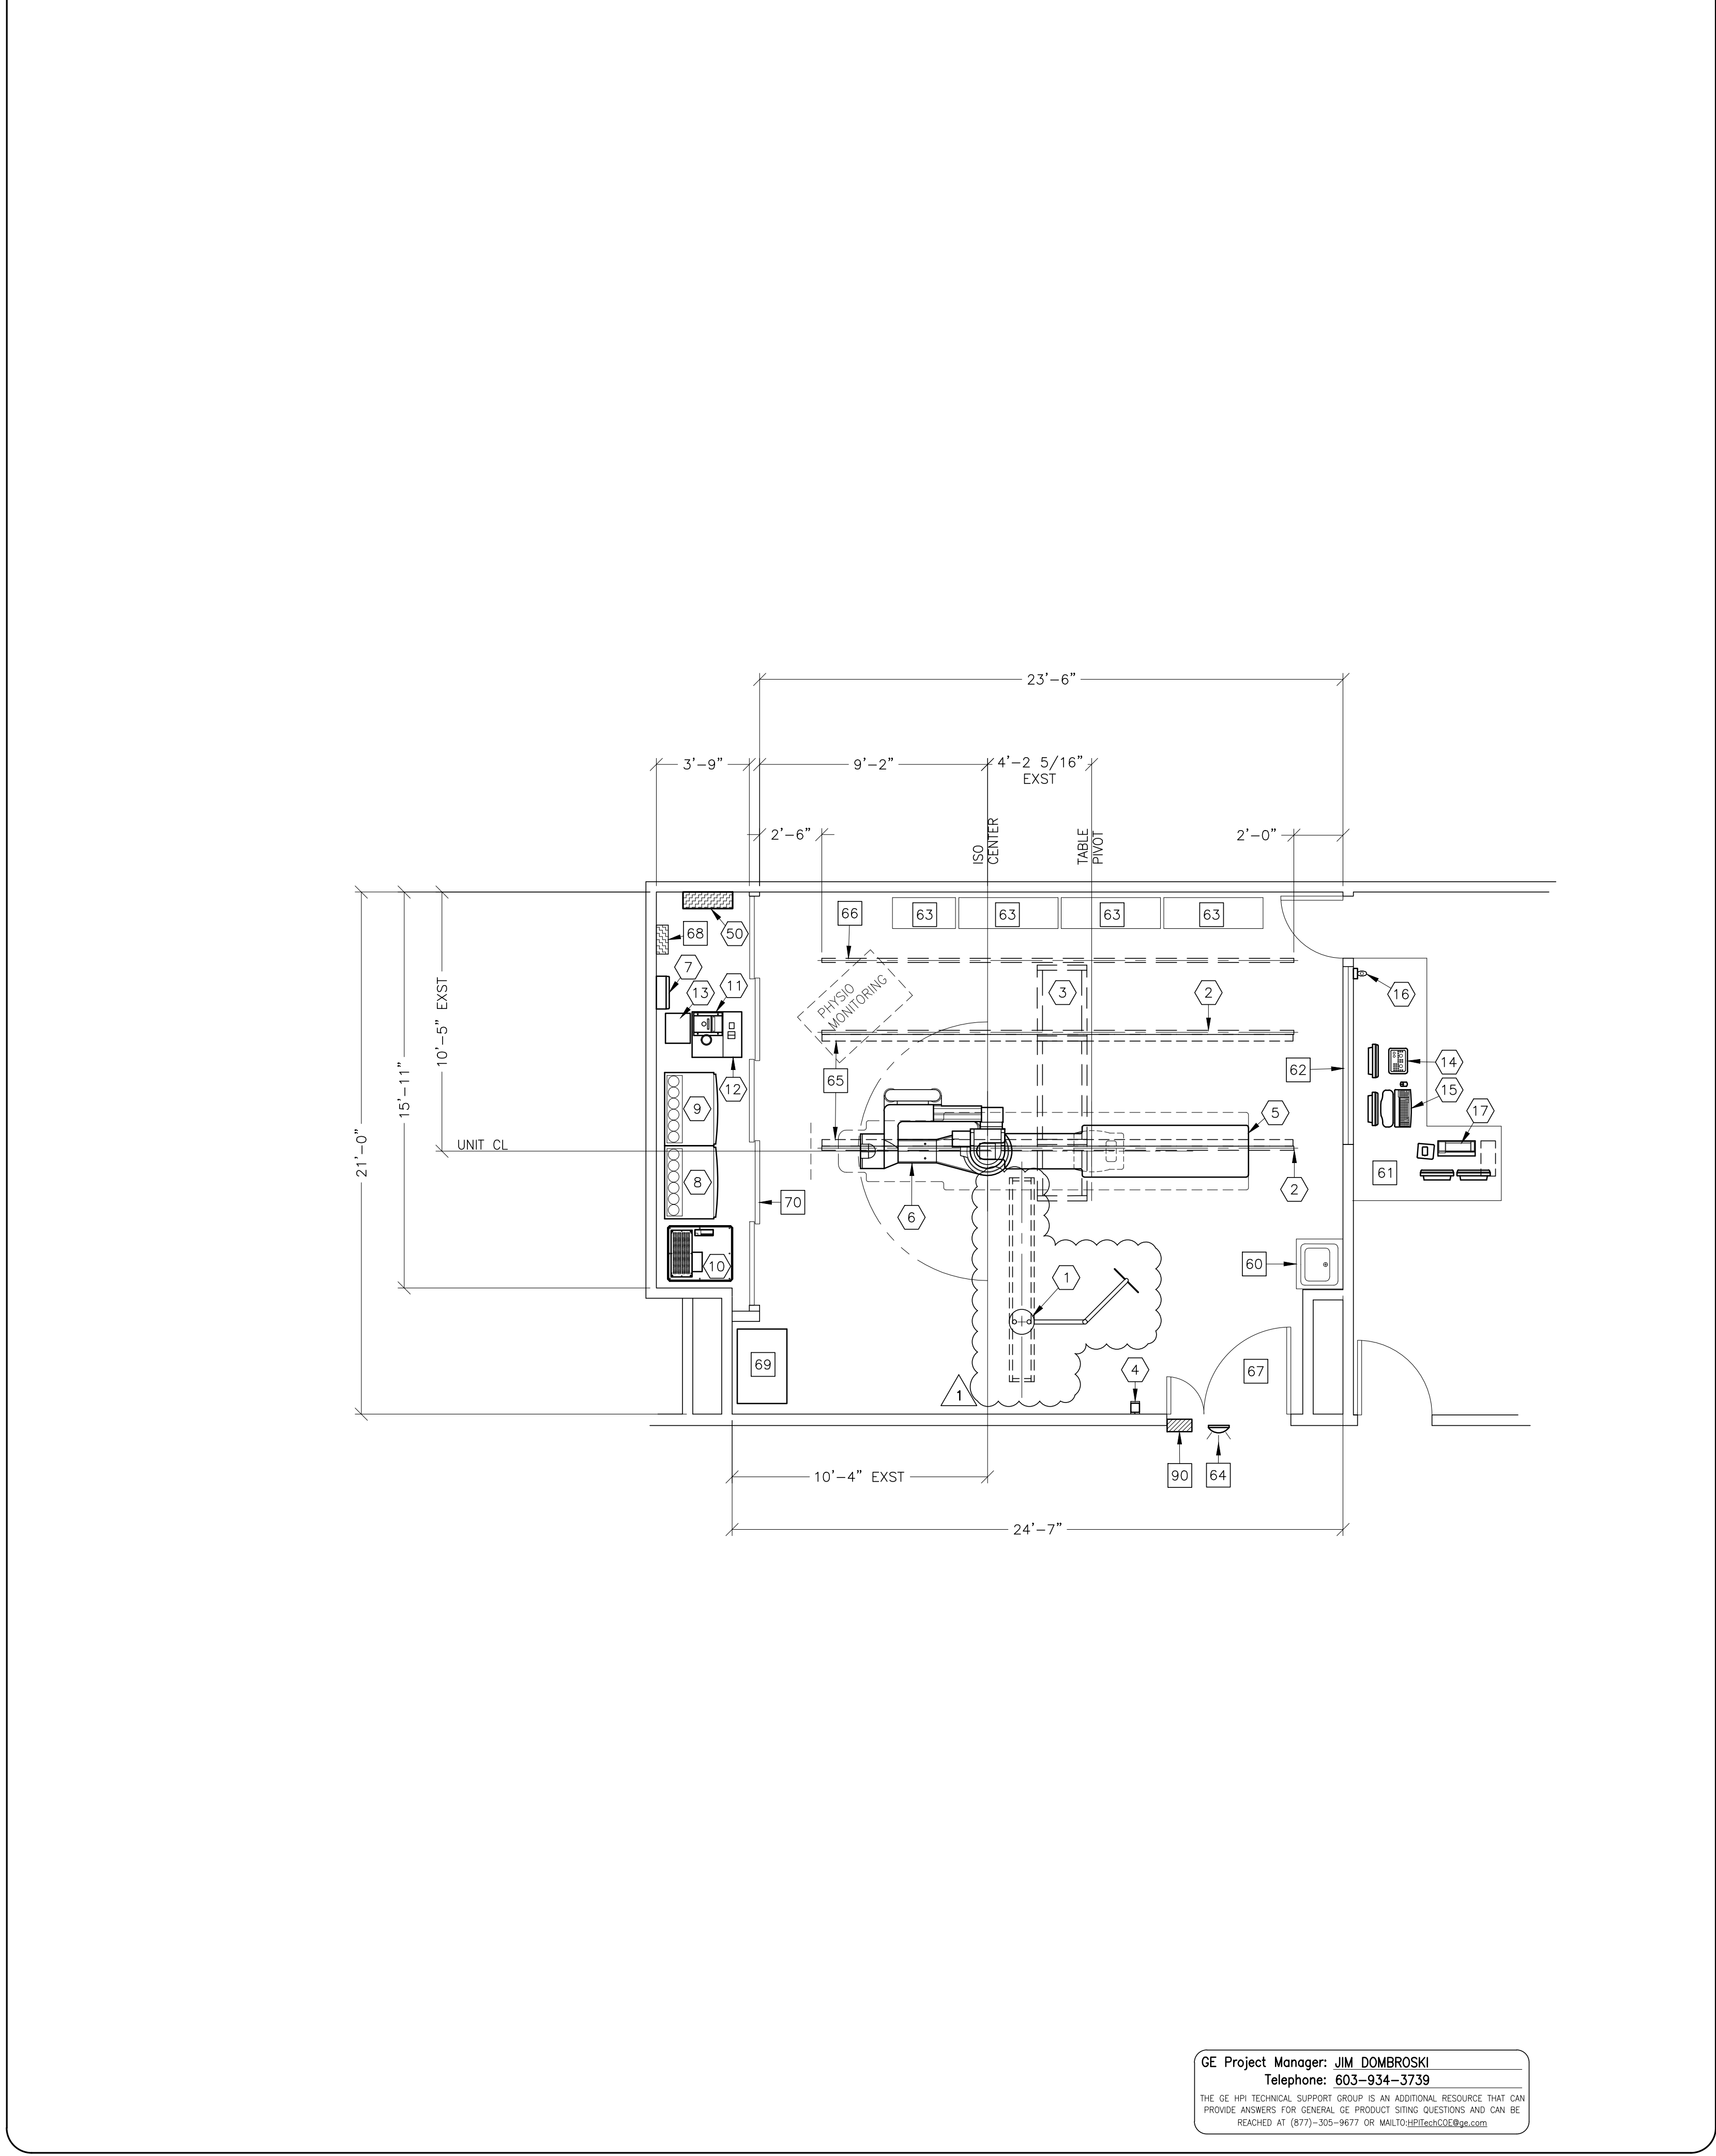 23'-6"
3'-9"
9'-2"
4'-2 5/16"
EXST
2'-6"
ISO
CENTER
TABLE
PIVOT
2'-0"
66
63
63
63
63
68
50
7
13
11
PHYSIO
MONITORING
3
2
16
10'-5" EXST
15'-11"
21'-0"
62
14
65
12
15
9
5
17
UNIT CL
8
61
70
2
6
10
60
1
69
4
67
1
90
64
10'-4" EXST
24'-7"
GE Project Manager: JIM DOMBROSKI
Telephone: 603-934-3739
THE GE HPI TECHNICAL SUPPORT GROUP IS AN ADDITIONAL RESOURCE THAT CAN
PROVIDE ANSWERS FOR GENERAL GE PRODUCT SITING QUESTIONS AND CAN BE
REACHED AT (877)-305-9677 OR MAILTO:HPITechCOE@ge.com